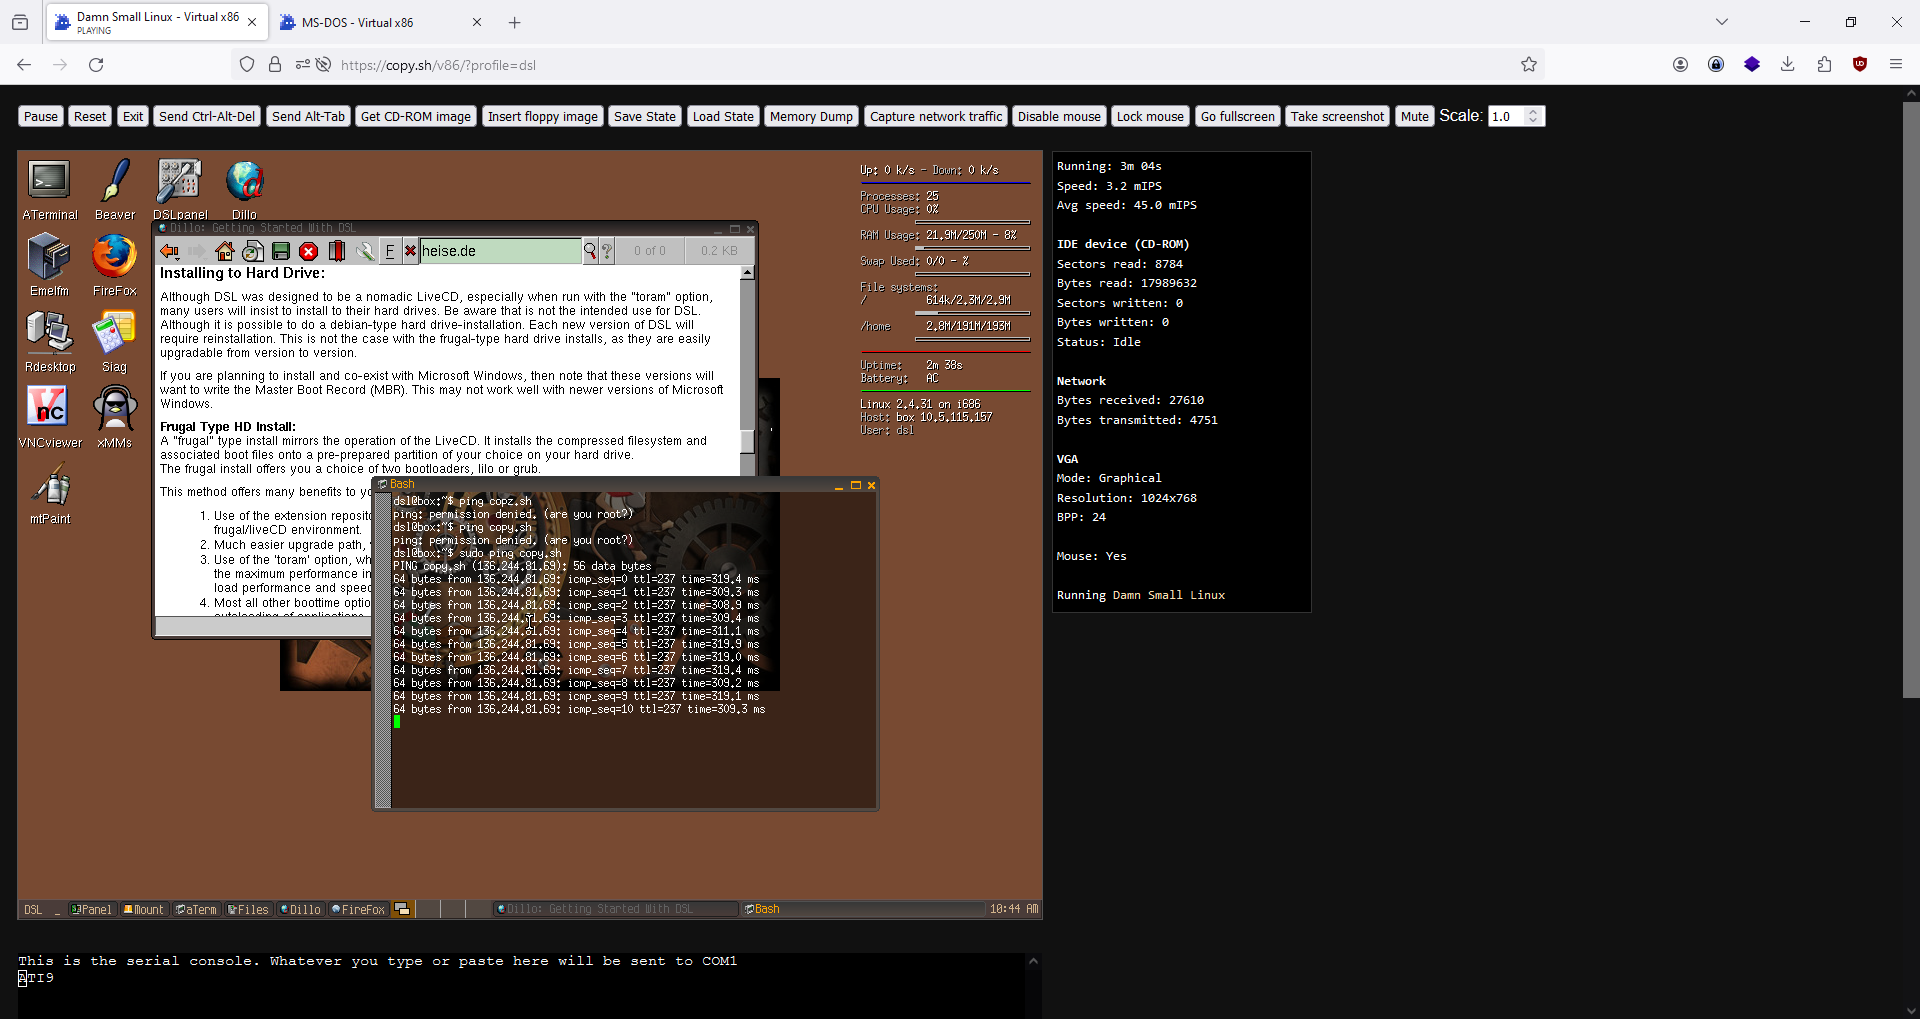 Damn Small Linux - Virtual x86
PLAYING
MS-DOS - Virtual x86
https://copy.sh/v86/?profile=dsl
Pause
Reset
Exit
Send Ctrl-Alt-Del
Send Alt-Tab
Get CD-ROM image
Insert floppy image
Save State
Load State
Memory Dump
Capture network traffic
Disable mouse
Lock mouse
Go fullscreen
Take screenshot
Mute
Scale:
1.0
ATerminal
Beaver
DSLpanel
Dillo
Emelfm
FireFox
Rdesktop
Siag
VNCviewer
xMMs
mtPaint
Dillo: Getting Started With DSL
heise.de
0 of 0
0.2 KB
Installing to Hard Drive:
Although DSL was designed to be a nomadic LiveCD, especially when run with the "toram" option,
many users will insist to install to their hard drives. Be aware that is not the intended use for DSL.
Although it is possible to do a debian-type hard drive-installation. Each new version of DSL will
require reinstallation. This is not the case with the frugal-type hard drive installs, as they are easily
upgradable from version to version.
If you are planning to install and co-exist with Microsoft Windows, then note that these versions will
want to write the Master Boot Record (MBR). This may not work well with newer versions of Microsoft
Windows.
Frugal Type HD Install:
A "frugal" type install mirrors the operation of the LiveCD. It installs the compressed filesystem and
associated boot files onto a pre-prepared partition of your choice on your hard drive.
The frugal install offers you a choice of two bootloaders, lilo or grub.
This method offers many benefits to yo
1. Use of the extension reposito
frugal/liveCD environment.
2. Much easier upgrade path,
3. Use of the 'toram' option, wh
the maximum performance in
load performance and speed
4. Most all other boottime optio
Bash
dsl@box:~$ ping copz.sh
ping: permission denied. (are you root?)
dsl@box:~$ ping copy.sh
ping: permission denied. (are you root?)
dsl@box:~$ sudo ping copy.sh
PING copy.sh (136.244.81.69): 56 data bytes
64 bytes from 136.244.81.69: icmp_seq=0 ttl=237 time=319.4 ms
64 bytes from 136.244.81.69: icmp_seq=1 ttl=237 time=309.3 ms
64 bytes from 136.244.81.69: icmp_seq=2 ttl=237 time=308.9 ms
64 bytes from 136.244.81.69: icmp_seq=3 ttl=237 time=309.4 ms
64 bytes from 136.244.81.69: icmp_seq=4 ttl=237 time=311.1 ms
64 bytes from 136.244.81.69: icmp_seq=5 ttl=237 time=319.9 ms
64 bytes from 136.244.81.69: icmp_seq=6 ttl=237 time=319.0 ms
64 bytes from 136.244.81.69: icmp_seq=7 ttl=237 time=319.4 ms
64 bytes from 136.244.81.69: icmp_seq=8 ttl=237 time=309.2 ms
64 bytes from 136.244.81.69: icmp_seq=9 ttl=237 time=319.1 ms
64 bytes from 136.244.81.69: icmp_seq=10 ttl=237 time=309.3 ms
Up: 0 k/s - Down: 0 k/s
Processes: 25
CPU Usage: 0%
RAM Usage: 21.9M/250M - 8%
Swap Used: 0/0 - %
File systems:
/ 614k/2.3M/2.9M
/home 2.8M/191M/193M
Uptime: 2m 38s
Battery: AC
Linux 2.4.31 on i686
Host: box 10.5.115.157
User: dsl
DSL
Panel
Mount
aTerm
Files
Dillo
FireFox
Dillo: Getting Started With DSL
Bash
10:44 AM
Running: 3m 04s
Speed: 3.2 mIPS
Avg speed: 45.0 mIPS
IDE device (CD-ROM)
Sectors read: 8784
Bytes read: 17989632
Sectors written: 0
Bytes written: 0
Status: Idle
Network
Bytes received: 27610
Bytes transmitted: 4751
VGA
Mode: Graphical
Resolution: 1024x768
BPP: 24
Mouse: Yes
Running Damn Small Linux
This is the serial console. Whatever you type or paste here will be sent to COM1
ATI9